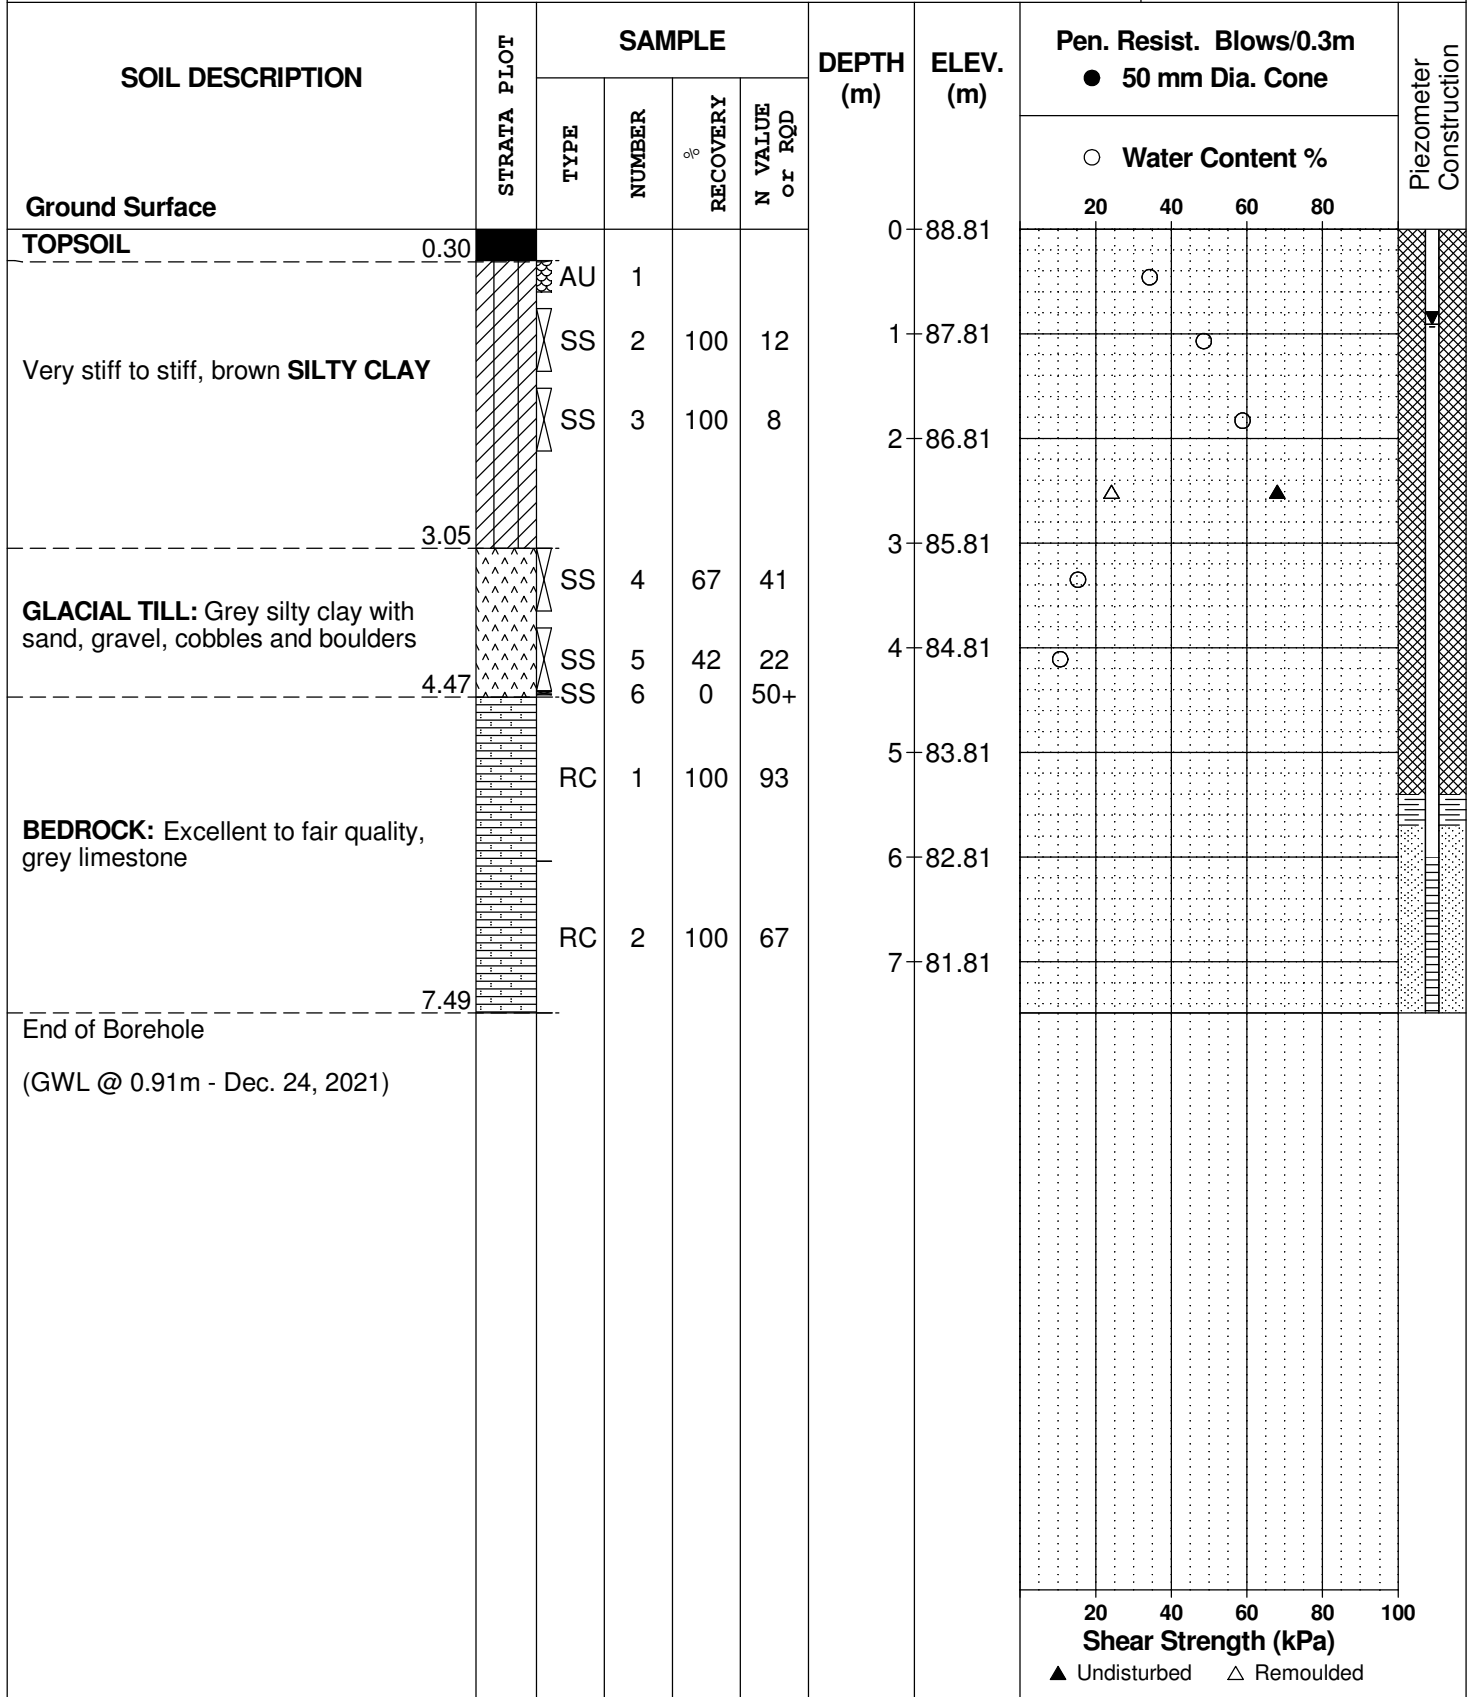 SOIL DESCRIPTION
STRATA PLOT
SAMPLE
TYPE
NUMBER
%
RECOVERY
N VALUE
or RQD
DEPTH
(m)
ELEV.
(m)
Pen. Resist. Blows/0.3m
● 50 mm Dia. Cone
○ Water Content %
Piezometer
Construction
20 40 60 80
Ground Surface
0 88.81
TOPSOIL 0.30
AU 1
1 87.81
SS 2 100 12
Very stiff to stiff, brown SILTY CLAY
SS 3 100 8
2 86.81
3.05
3 85.81
SS 4 67 41
GLACIAL TILL: Grey silty clay with
sand, gravel, cobbles and boulders
4 84.81
SS 5 42 22
4.47
SS 6 0 50+
5 83.81
RC 1 100 93
BEDROCK: Excellent to fair quality,
grey limestone
6 82.81
RC 2 100 67
7 81.81
7.49
End of Borehole
(GWL @ 0.91m - Dec. 24, 2021)
20 40 60 80 100
Shear Strength (kPa)
▲ Undisturbed △ Remoulded